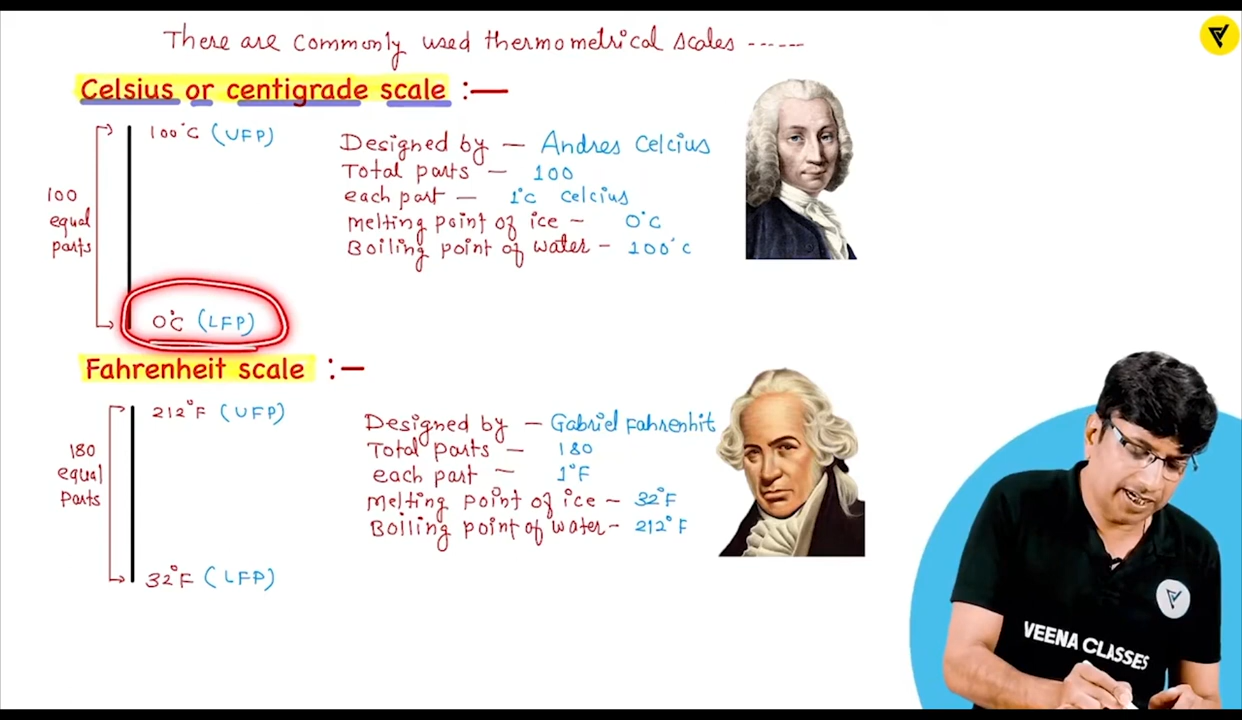 There are commonly used thermometrical scales ------
Celsius or centigrade scale :—
100°C (UFP)
100
equal
parts
0°C (LFP)
Designed by — Andres Celcius
Total parts — 100
each part — 1°C Celcius
Melting point of ice – 0°C
Boiling point of water – 100°C
Fahrenheit scale :—
212°F (UFP)
180
equal
Parts
32°F (LFP)
Designed by — Gabriel Fahrenhit
Total parts — 180
each part — 1°F
Melting point of ice – 32°F
Boiling point of water – 212°F
VEENA CLASSES